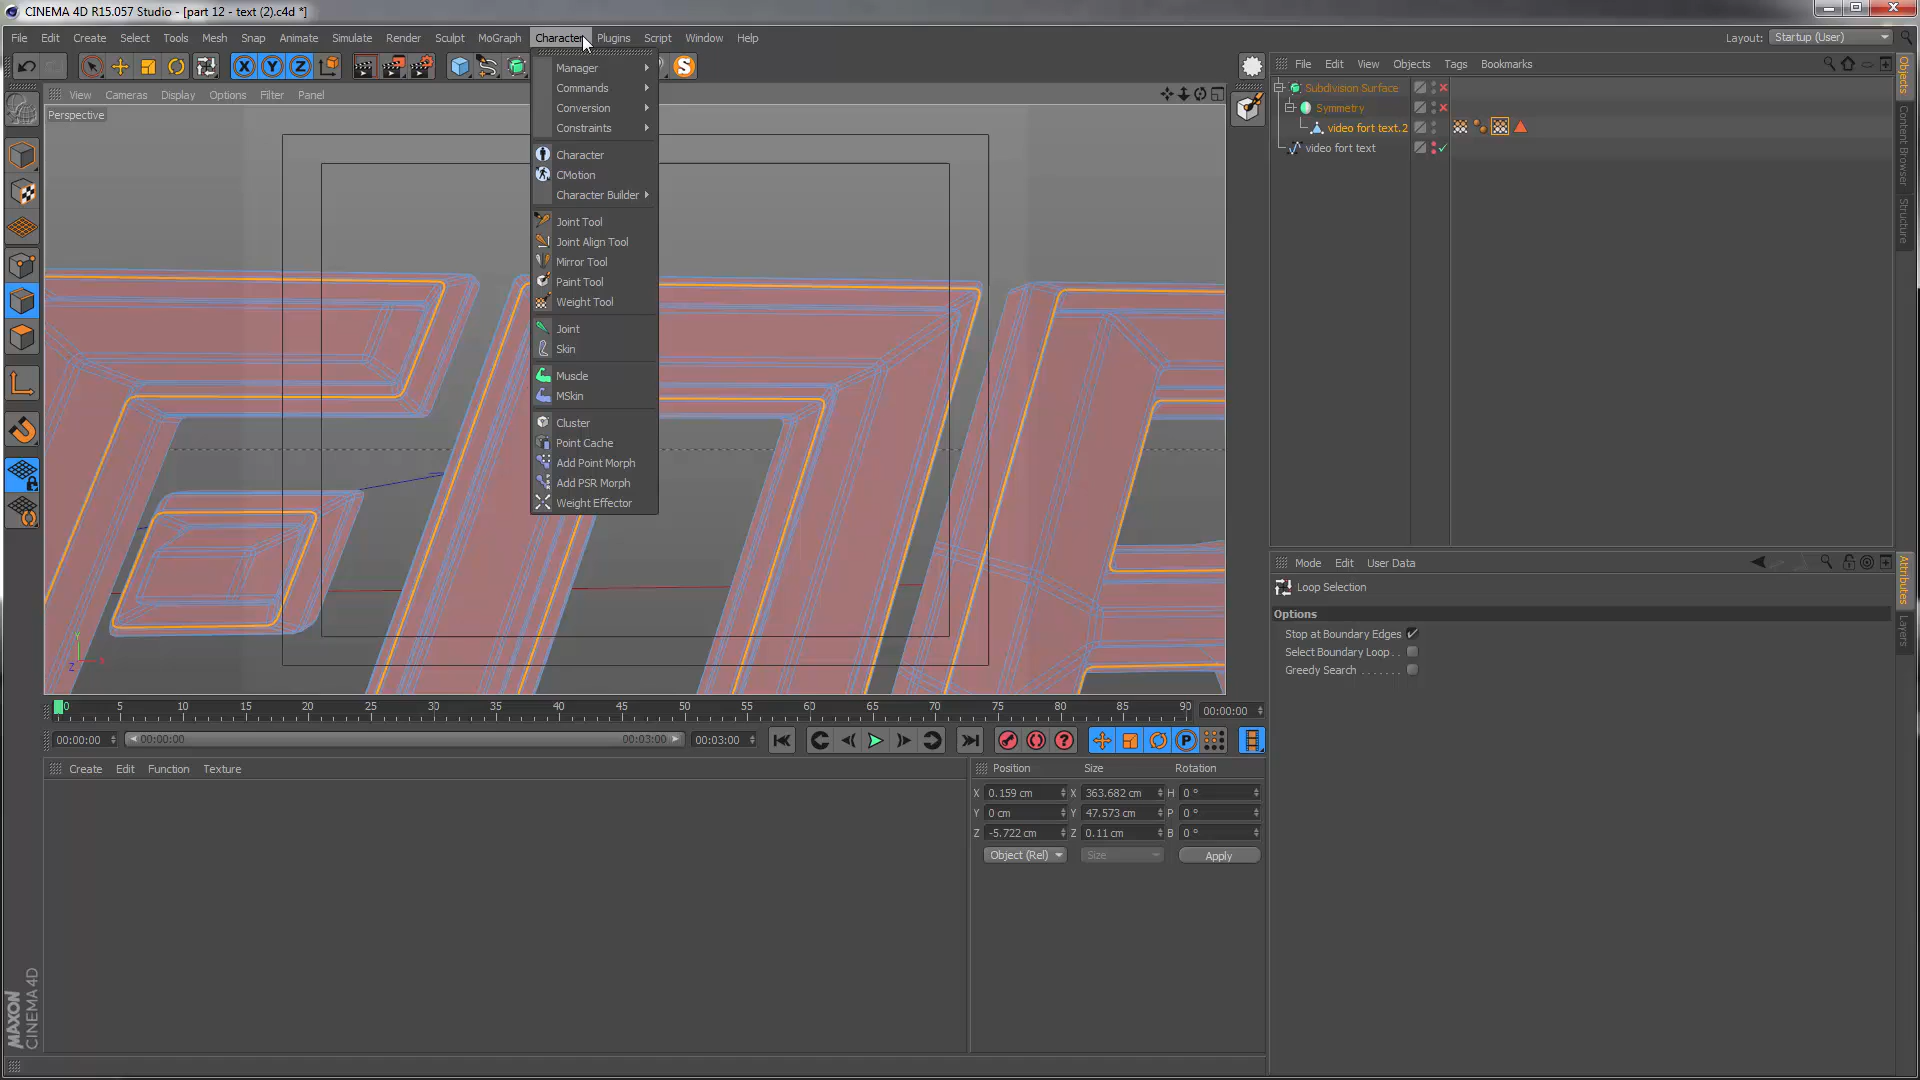 CINEMA 4D R15.057 Studio - [part 12 - text (2).c4d *]
File Edit Create Select Tools Mesh Snap Animate Simulate Render Sculpt MoGraph Character Plugins Script Window Help
Layout: Startup (User)
X Y Z
S
View Cameras Display Options Filter Panel
Perspective
Manager
Commands
Conversion
Constraints
Character
CMotion
Character Builder
Joint Tool
Joint Align Tool
Mirror Tool
Paint Tool
Weight Tool
Joint
Skin
Muscle
MSkin
Cluster
Point Cache
Add Point Morph
Add PSR Morph
Weight Effector
Y
Z X
File Edit View Objects Tags Bookmarks
Subdivision Surface
Symmetry
video fort text.2
video fort text
Objects
Content Browser
Structure
Mode Edit User Data
Loop Selection
Options
Stop at Boundary Edges
Select Boundary Loop . .
Greedy Search . . . . . . .
Attributes
Layers
0 5 10 15 20 25 30 35 40 45 50 55 60 65 70 75 80 85 90
00:00:00
00:00:00 00:00:00 00:03:00 00:03:00
P
Create Edit Function Texture
Position Size Rotation
X 0.159 cm X 363.682 cm H 0 °
Y 0 cm Y 47.573 cm P 0 °
Z -5.722 cm Z 0.11 cm B 0 °
Object (Rel) Size Apply
MAXON
CINEMA 4D